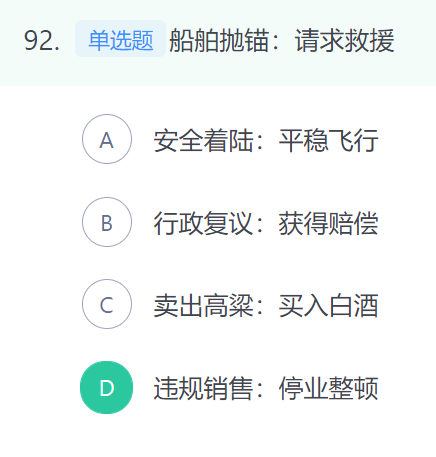 92. 单选题 船舶抛锚：请求救援
A 安全着陆：平稳飞行
B 行政复议：获得赔偿
C 卖出高粱：买入白酒
D 违规销售：停业整顿